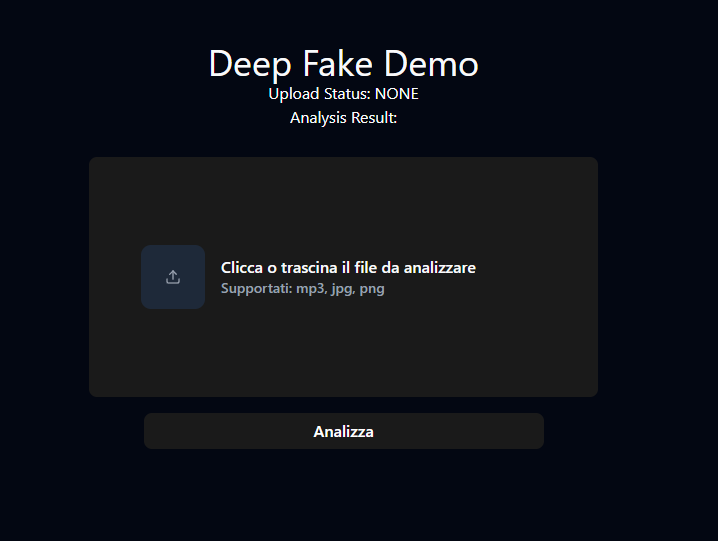 Deep Fake Demo
Upload Status: NONE
Analysis Result:
Clicca o trascina il file da analizzare
Supportati: mp3, jpg, png
Analizza